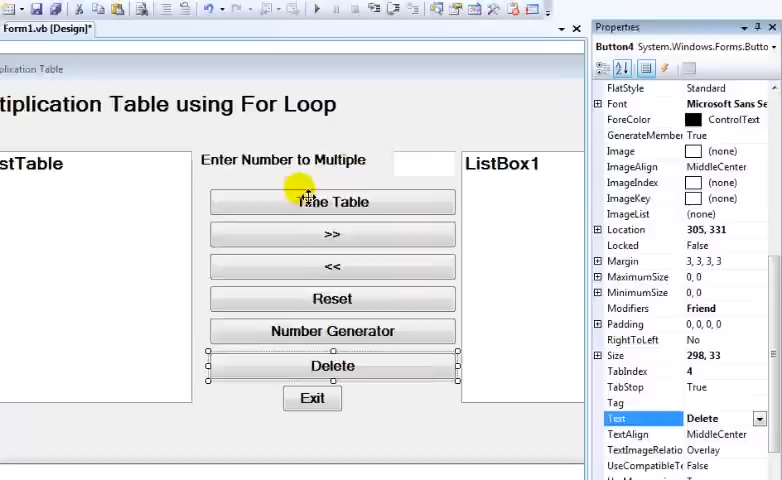 Form1.vb [Design]*
Properties
Button4 System.Windows.Forms.Butto
plication Table
tiplication Table using For Loop
stTable
Enter Number to Multiple
ListBox1
Time Table
>>
<<
Reset
Number Generator
Delete
Exit
FlatStyle Standard
Font Microsoft Sans Se
ForeColor ControlText
GenerateMember True
Image (none)
ImageAlign MiddleCenter
ImageIndex (none)
ImageKey (none)
ImageList (none)
Location 305, 331
Locked False
Margin 3, 3, 3, 3
MaximumSize 0, 0
MinimumSize 0, 0
Modifiers Friend
Padding 0, 0, 0, 0
RightToLeft No
Size 298, 33
TabIndex 4
TabStop True
Tag
Text Delete
TextAlign MiddleCenter
TextImageRelatio Overlay
UseCompatibleTe False